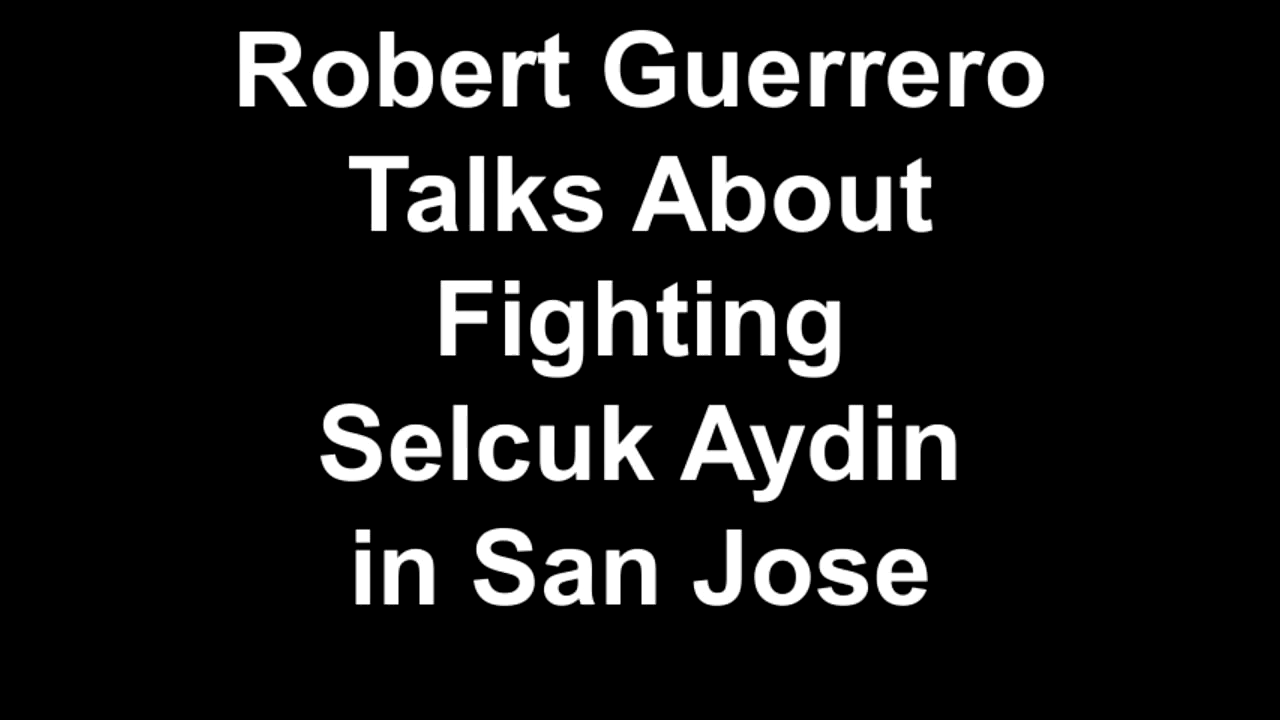 Robert Guerrero
Talks About
Fighting
Selcuk Aydin
in San Jose